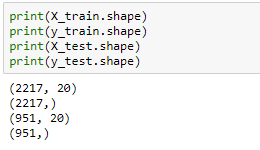 print(X_train.shape)
print(y_train.shape)
print(X_test.shape)
print(y_test.shape)
(2217, 20)
(2217,)
(951, 20)
(951,)